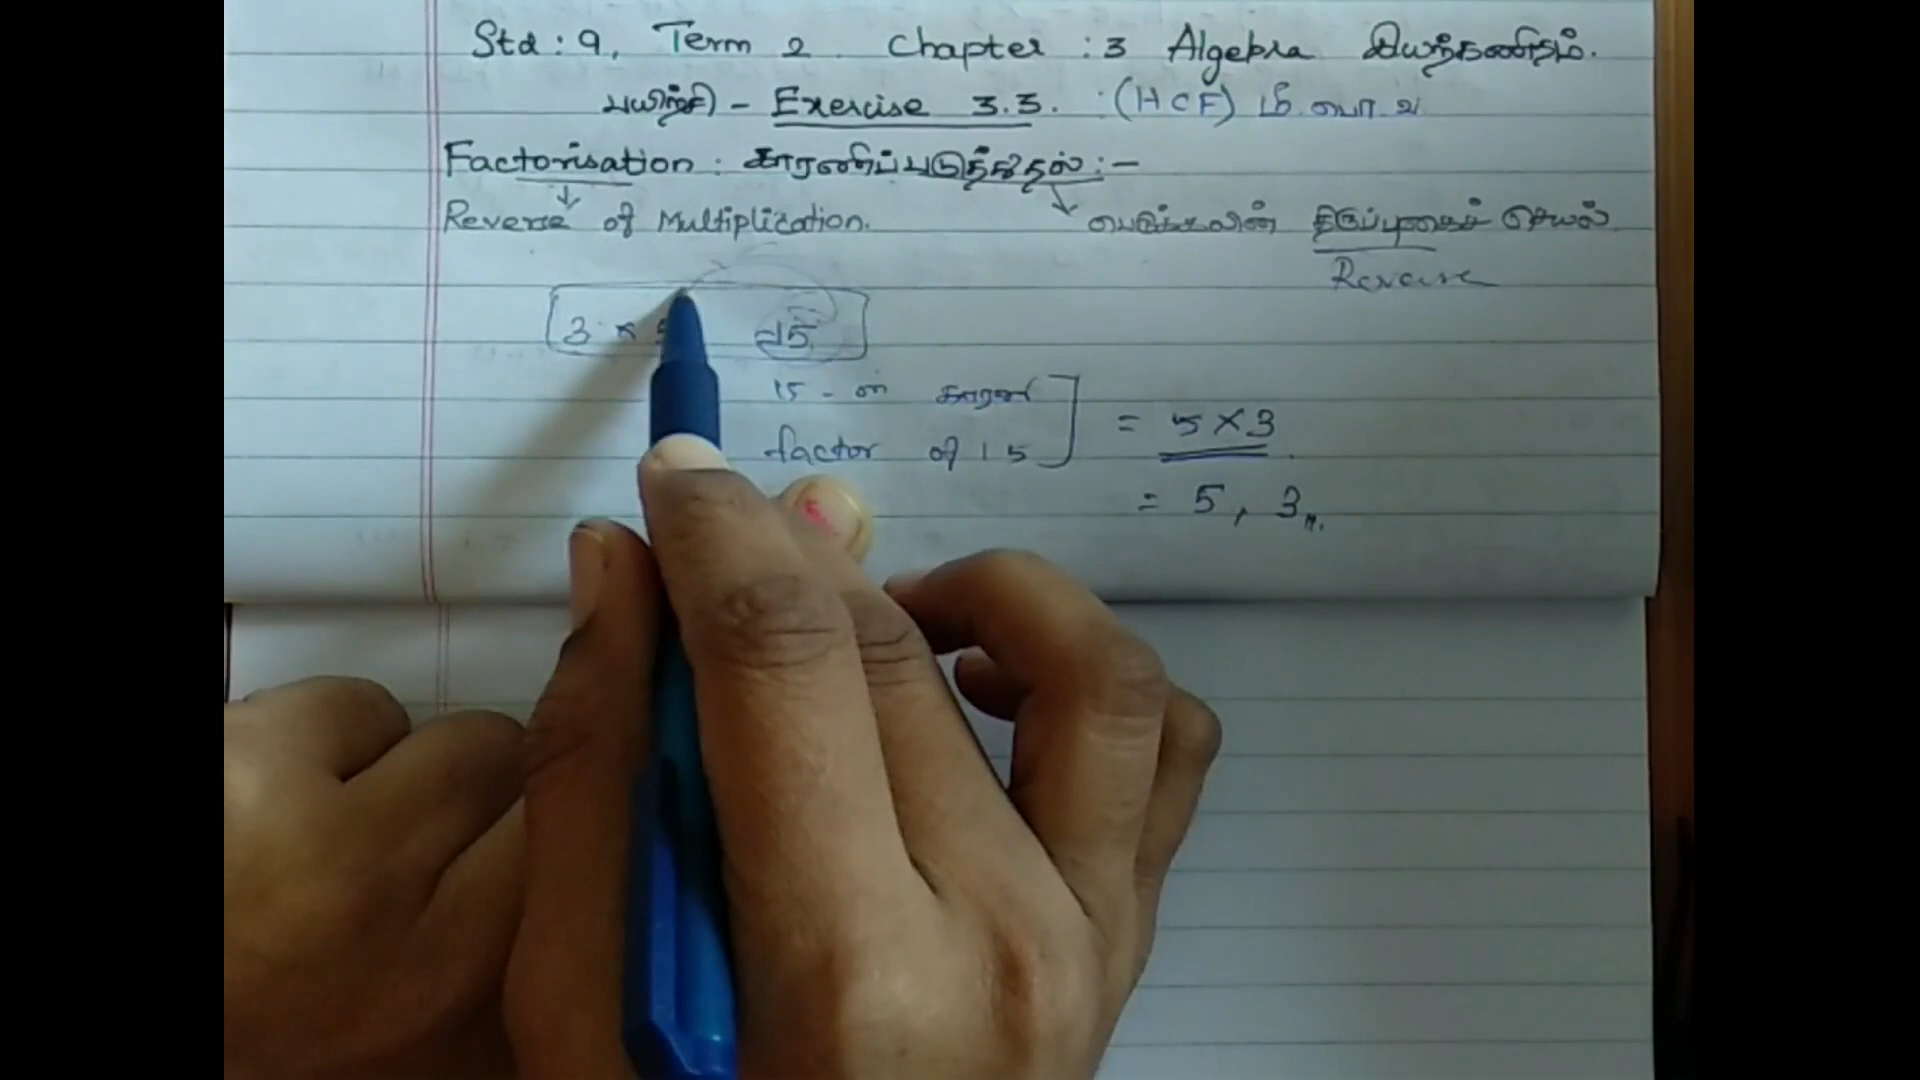 Std : 9, Term 2 Chapter : 3 Algebra இயற்கணிதம்.
பயிற்சி - Exercise 3.3. : (HCF) மீ.பொ.வ
Factorisation : காரணிப்படுத்துதல் :-
Reverse of Multiplication. பெருக்கலின் திருப்புகைச் செயல்
Reverse
3 × = 15
15 - ன் காரணி
factor of 15 = 5 × 3
= 5, 3